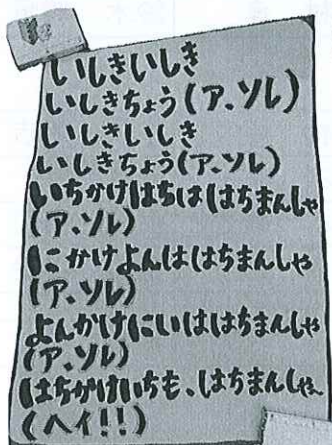 いしきいしき
いしきちょう(ア、ソレ)
いしきいしき
いしきちょう(ア、ソレ)
いちかけはちははちまんしゃ
(ア、ソレ)
にかけよんははちまんしゃ
(ア、ソレ)
よんかけにいははちまんしゃ
(ア、ソレ)
はちかけいちも、はちまんしゃ
(ヘイ!!)